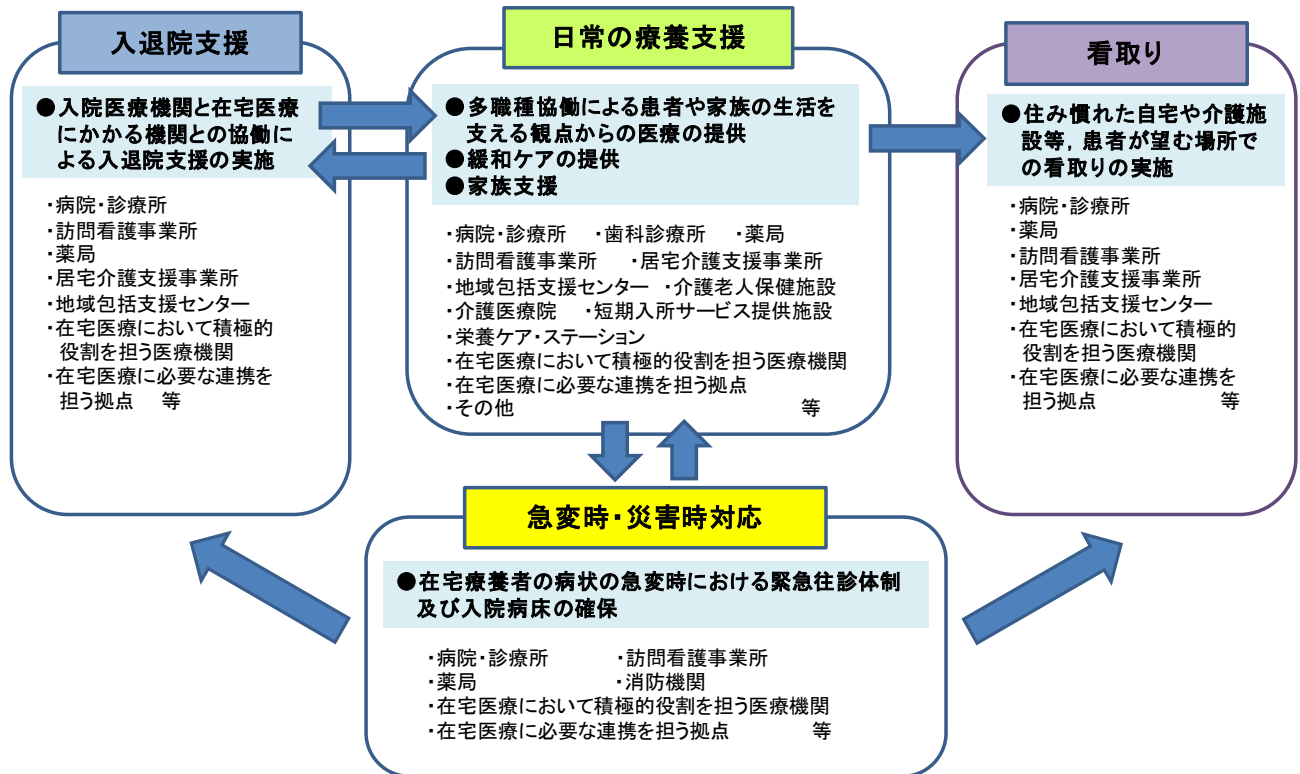 入退院支援
●入院医療機関と在宅医療
にかかる機関との協働に
よる入退院支援の実施
・病院・診療所
・訪問看護事業所
・薬局
・居宅介護支援事業所
・地域包括支援センター
・在宅医療において積極的
役割を担う医療機関
・在宅医療に必要な連携を
担う拠点 等
日常の療養支援
●多職種協働による患者や家族の生活を
支える観点からの医療の提供
●緩和ケアの提供
●家族支援
・病院・診療所 ・歯科診療所 ・薬局
・訪問看護事業所 ・居宅介護支援事業所
・地域包括支援センター ・介護老人保健施設
・介護医療院 ・短期入所サービス提供施設
・栄養ケア・ステーション
・在宅医療において積極的役割を担う医療機関
・在宅医療に必要な連携を担う拠点
・その他 等
看取り
●住み慣れた自宅や介護施
設等，患者が望む場所で
の看取りの実施
・病院・診療所
・薬局
・訪問看護事業所
・居宅介護支援事業所
・地域包括支援センター
・在宅医療において積極的
役割を担う医療機関
・在宅医療に必要な連携を
担う拠点 等
急変時・災害時対応
●在宅療養者の病状の急変時における緊急往診体制
及び入院病床の確保
・病院・診療所 ・訪問看護事業所
・薬局 ・消防機関
・在宅医療において積極的役割を担う医療機関
・在宅医療に必要な連携を担う拠点 等